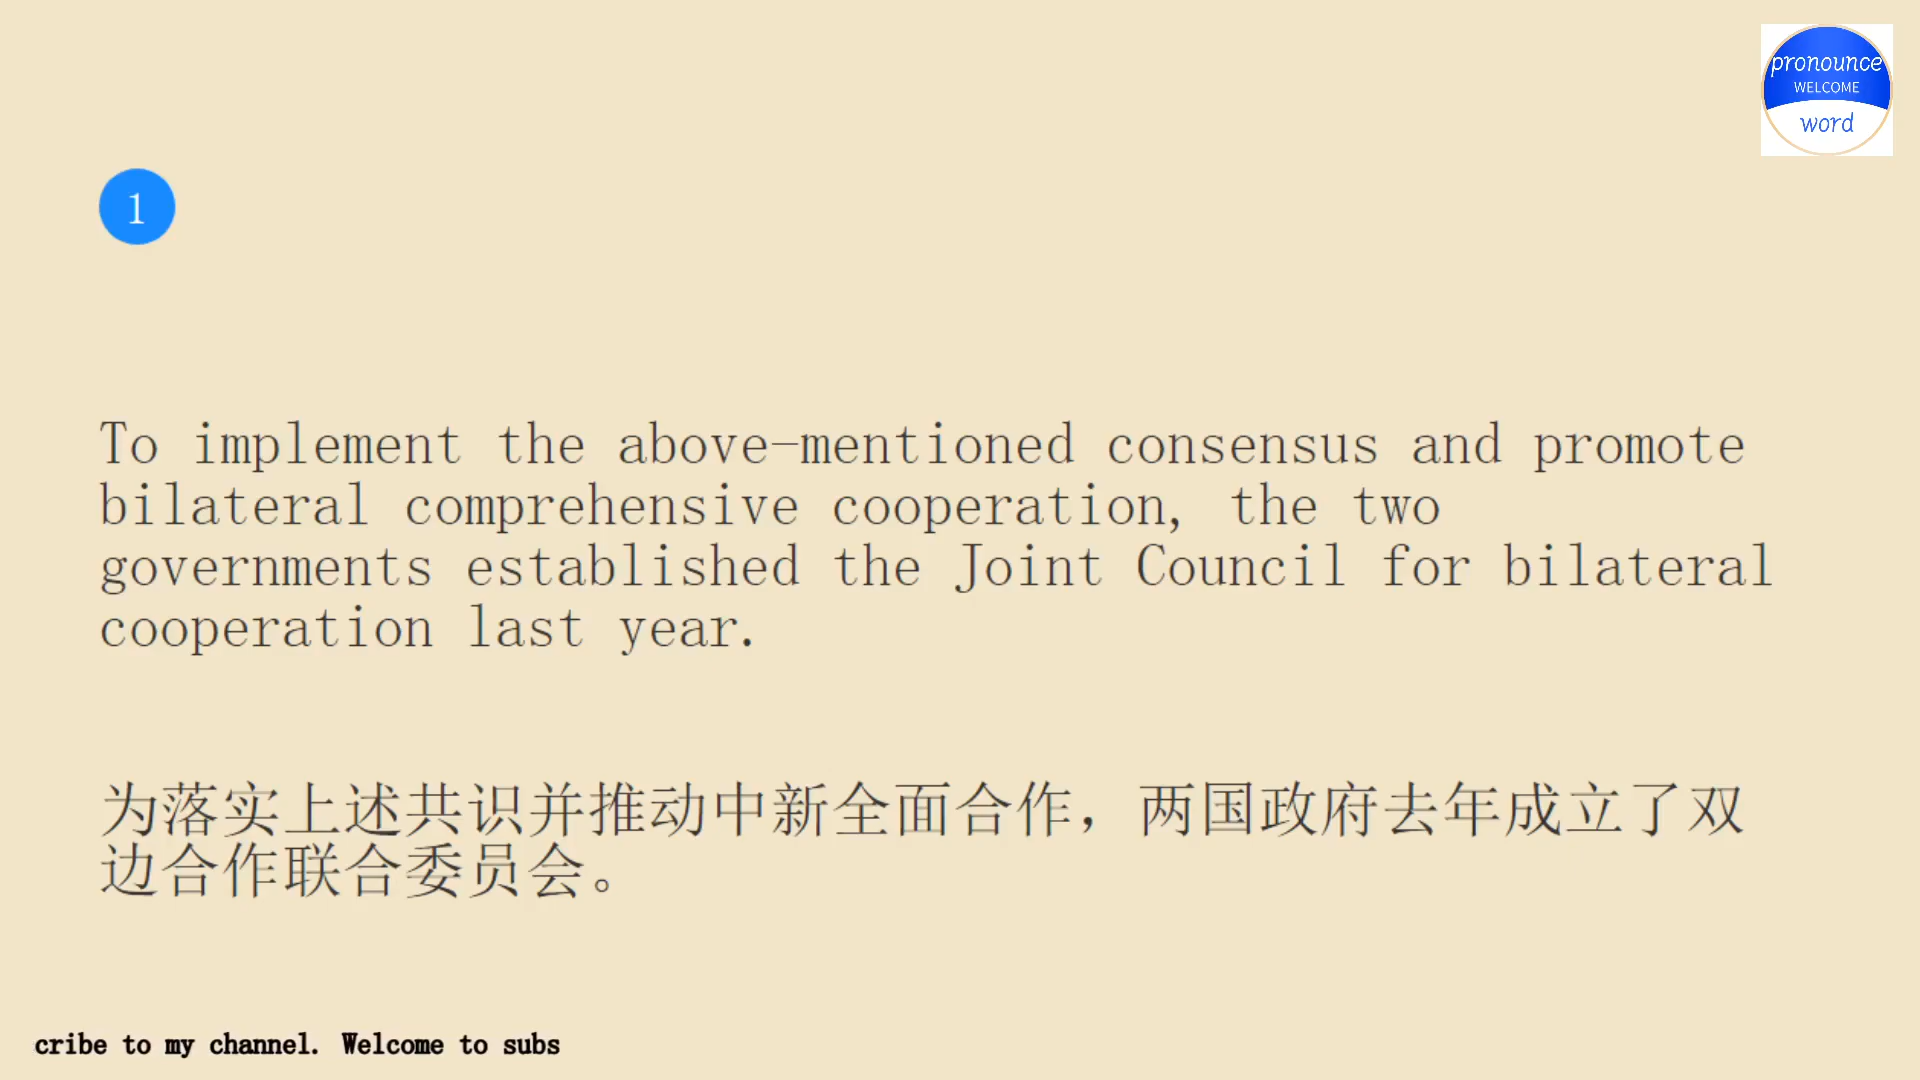 pronounce
WELCOME
word
1
To implement the above-mentioned consensus and promote
bilateral comprehensive cooperation, the two
governments established the Joint Council for bilateral
cooperation last year.
为落实上述共识并推动中新全面合作，两国政府去年成立了双
边合作联合委员会。
cribe to my channel. Welcome to subs